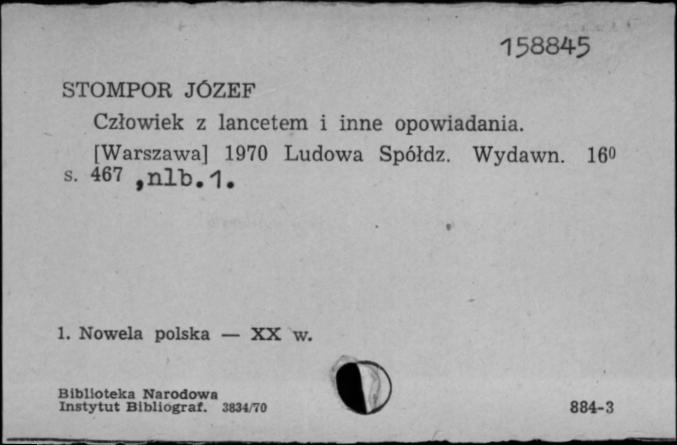 158845
STOMPOR JÓZEF
Człowiek z lancetem i inne opowiadania.
[Warszawa] 1970 Ludowa Spółdz. Wydawn. 16⁰
s. 467 ,nlb.1.
1. Nowela polska — XX w.
Biblioteka Narodowa
Instytut Bibliograf. 3834/70
884-3